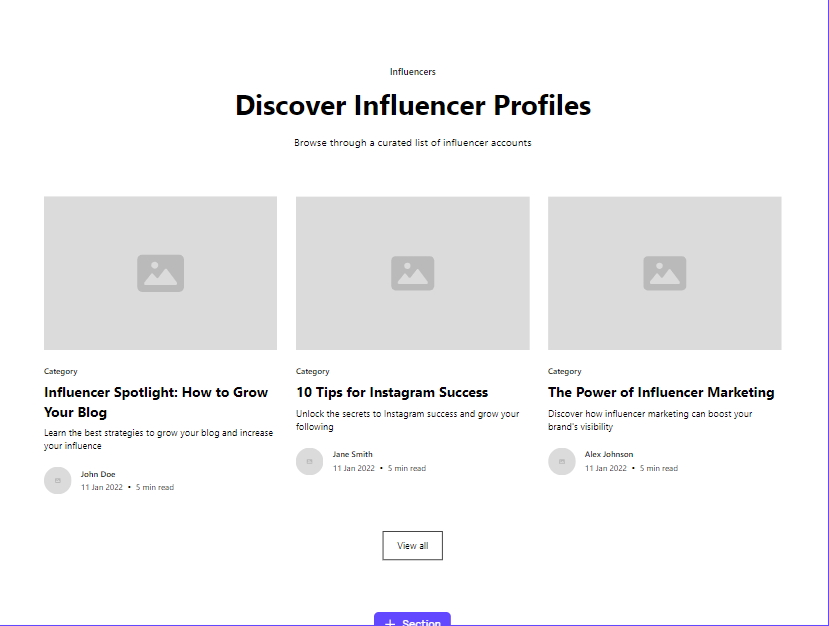 Influencers
Discover Influencer Profiles
Browse through a curated list of influencer accounts
Category
Influencer Spotlight: How to Grow
Your Blog
Learn the best strategies to grow your blog and increase
your influence
John Doe
11 Jan 2022 • 5 min read
Category
10 Tips for Instagram Success
Unlock the secrets to Instagram success and grow your
following
Jane Smith
11 Jan 2022 • 5 min read
Category
The Power of Influencer Marketing
Discover how influencer marketing can boost your
brand's visibility
Alex Johnson
11 Jan 2022 • 5 min read
View all
+ Section